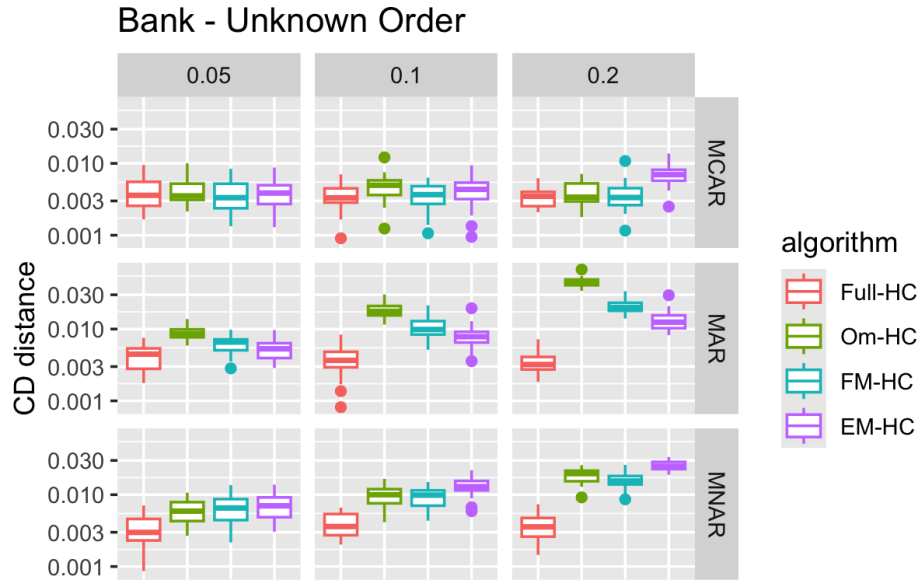 Bank - Unknown Order
0.05
0.1
0.2
0.030
0.010
0.003
0.001
MCAR
0.030
0.010
0.003
0.001
MAR
0.030
0.010
0.003
0.001
MNAR
CD distance
algorithm
Full-HC
Om-HC
FM-HC
EM-HC